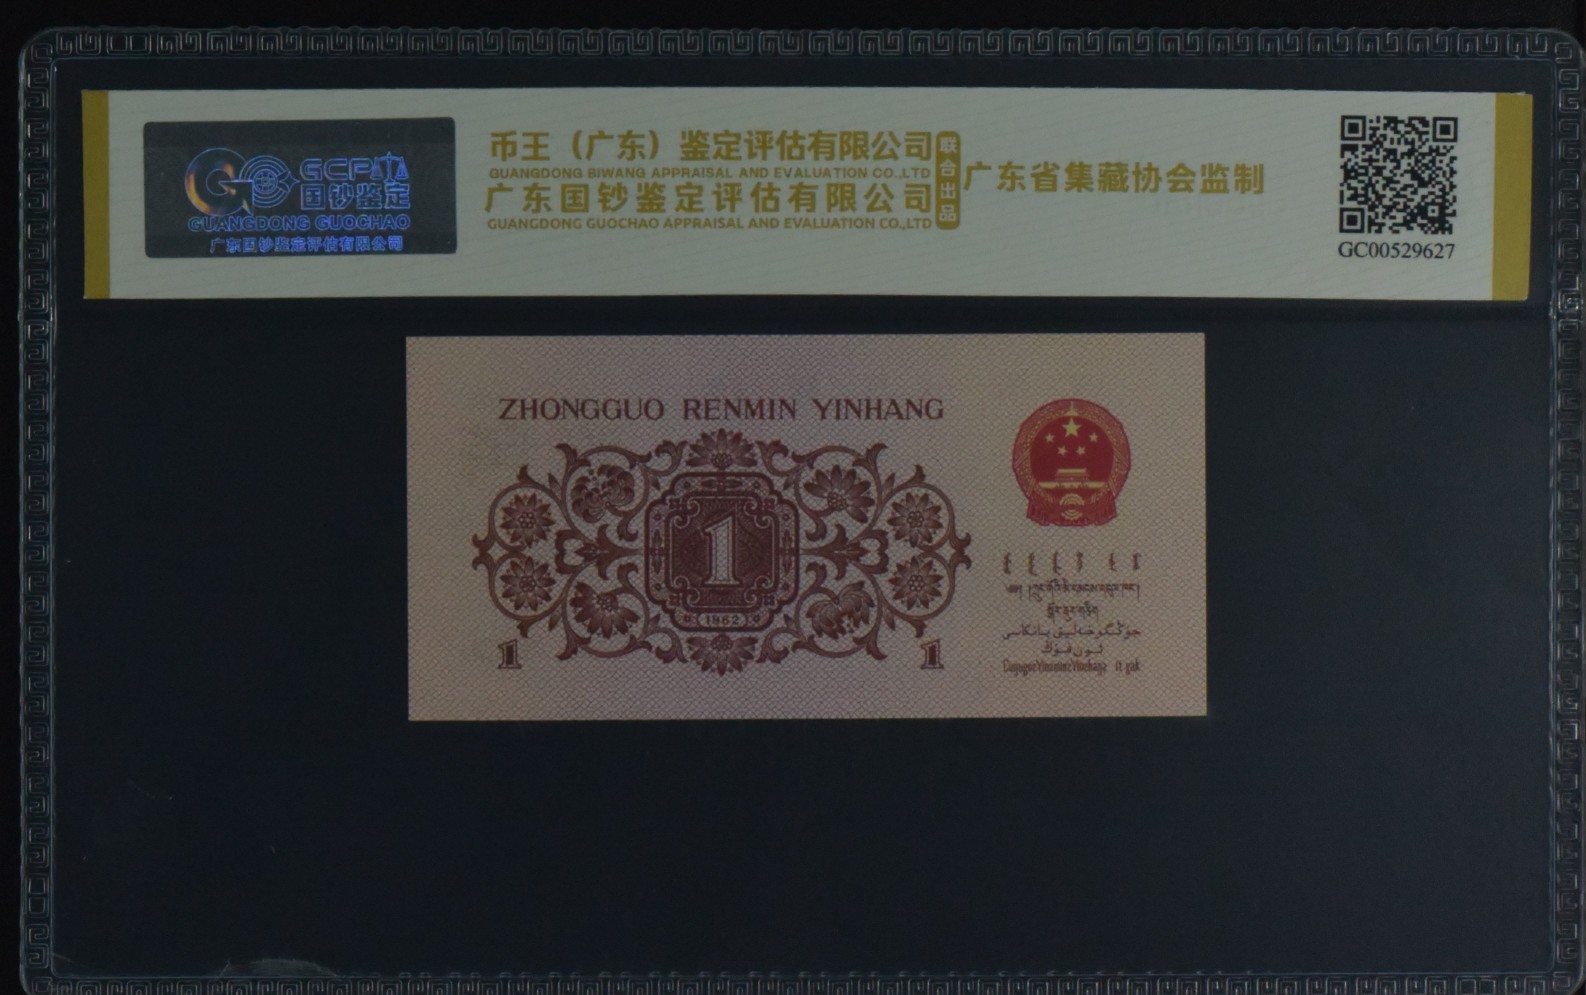 GCP
国钞鉴定
GUANGDONG GUOCHAO
广东国钞鉴定评估有限公司
币王（广东）鉴定评估有限公司
GUANGDONG BIWANG APPRAISAL AND EVALUATION CO.,LTD
广东国钞鉴定评估有限公司
GUANGDONG GUOCHAO APPRAISAL AND EVALUATION CO.,LTD
联合出品
广东省集藏协会监制
GC00529627
ZHONGGUO RENMIN YINHANG
1
1962
1 1